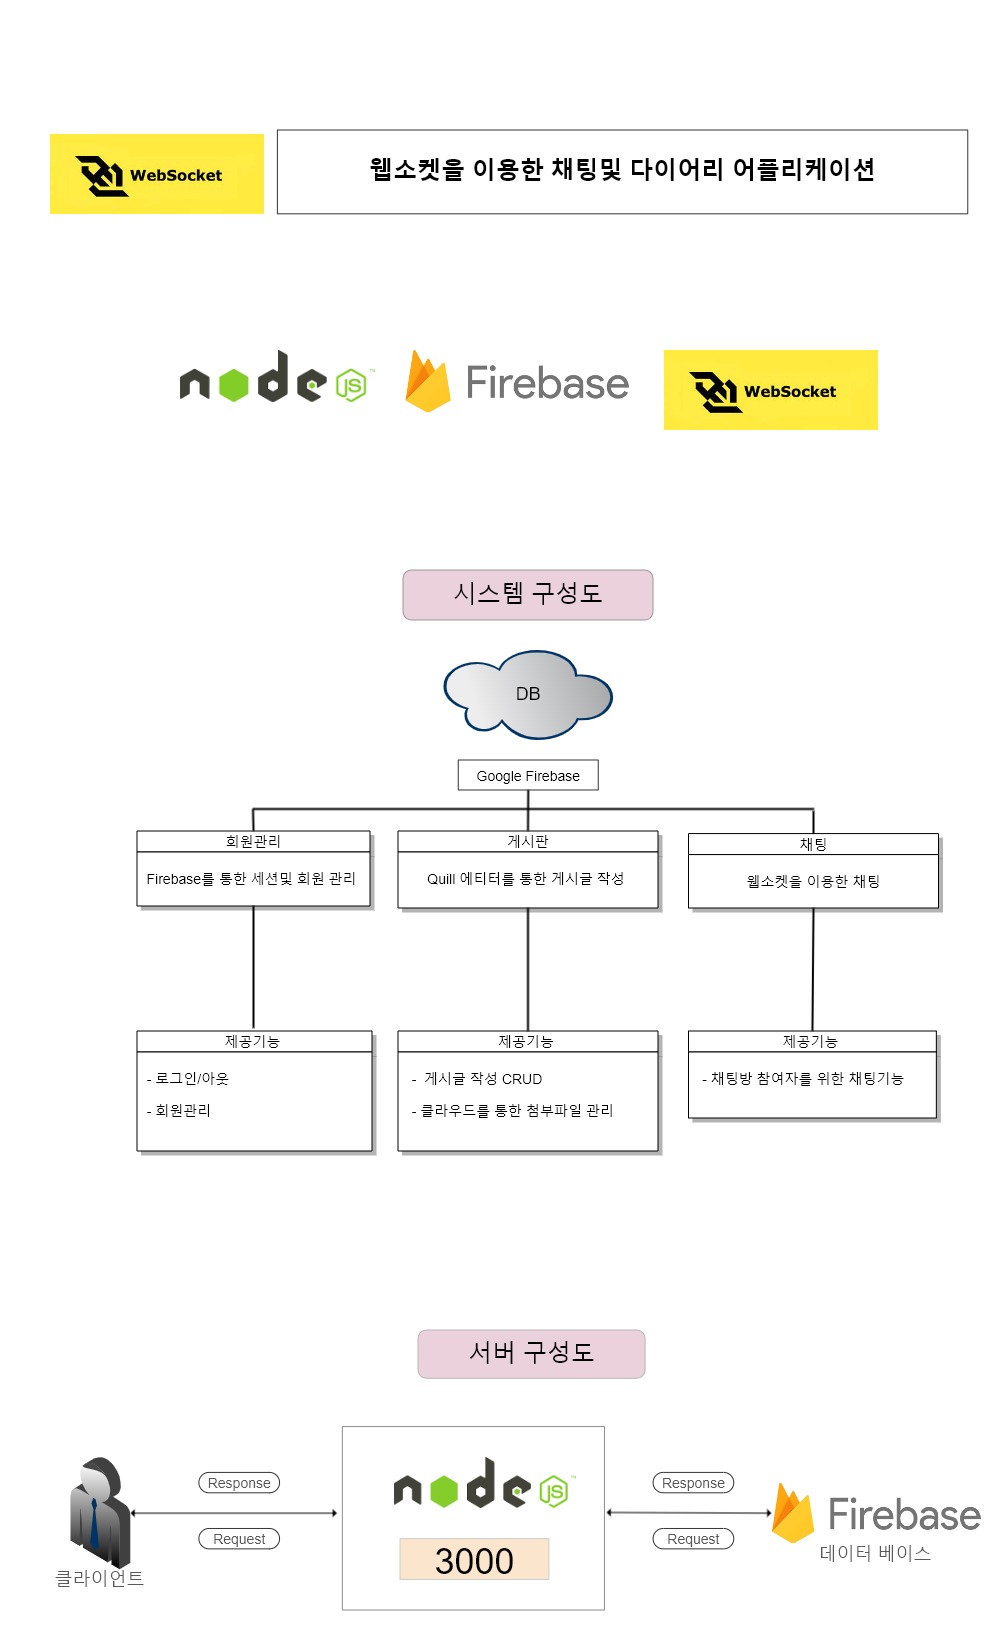 WebSocket
웹소켓을 이용한 채팅및 다이어리 어플리케이션
node JS ™
Firebase
WebSocket
시스템 구성도
DB
Google Firebase
회원관리
Firebase를 통한 세션및 회원 관리
게시판
Quill 에티터를 통한 게시글 작성
채팅
웹소켓을 이용한 채팅
제공기능
- 로그인/아웃
- 회원관리
제공기능
- 게시글 작성 CRUD
- 클라우드를 통한 첨부파일 관리
제공기능
- 채팅방 참여자를 위한 채팅기능
서버 구성도
클라이언트
Response
Request
node JS ™
3000
Response
Request
Firebase
데이터 베이스